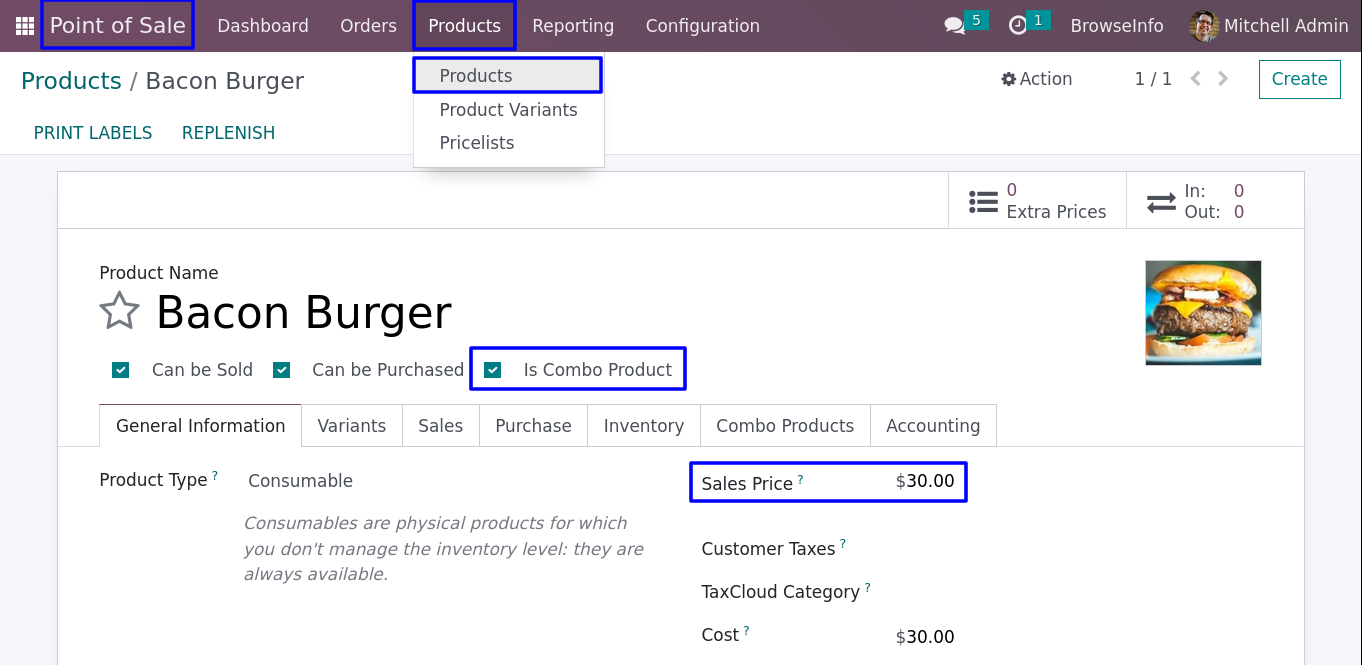 Point of Sale Dashboard Orders Products Reporting Configuration 5 1 BrowseInfo Mitchell Admin
Products / Bacon Burger
Action 1 / 1 Create
PRINT LABELS REPLENISH
Products
Product Variants
Pricelists
0
Extra Prices
In: 0
Out: 0
Product Name
Bacon Burger
Can be Sold Can be Purchased Is Combo Product
General Information Variants Sales Purchase Inventory Combo Products Accounting
Product Type ? Consumable
Consumables are physical products for which
you don't manage the inventory level: they are
always available.
Sales Price ? $30.00
Customer Taxes ?
TaxCloud Category ?
Cost ? $30.00